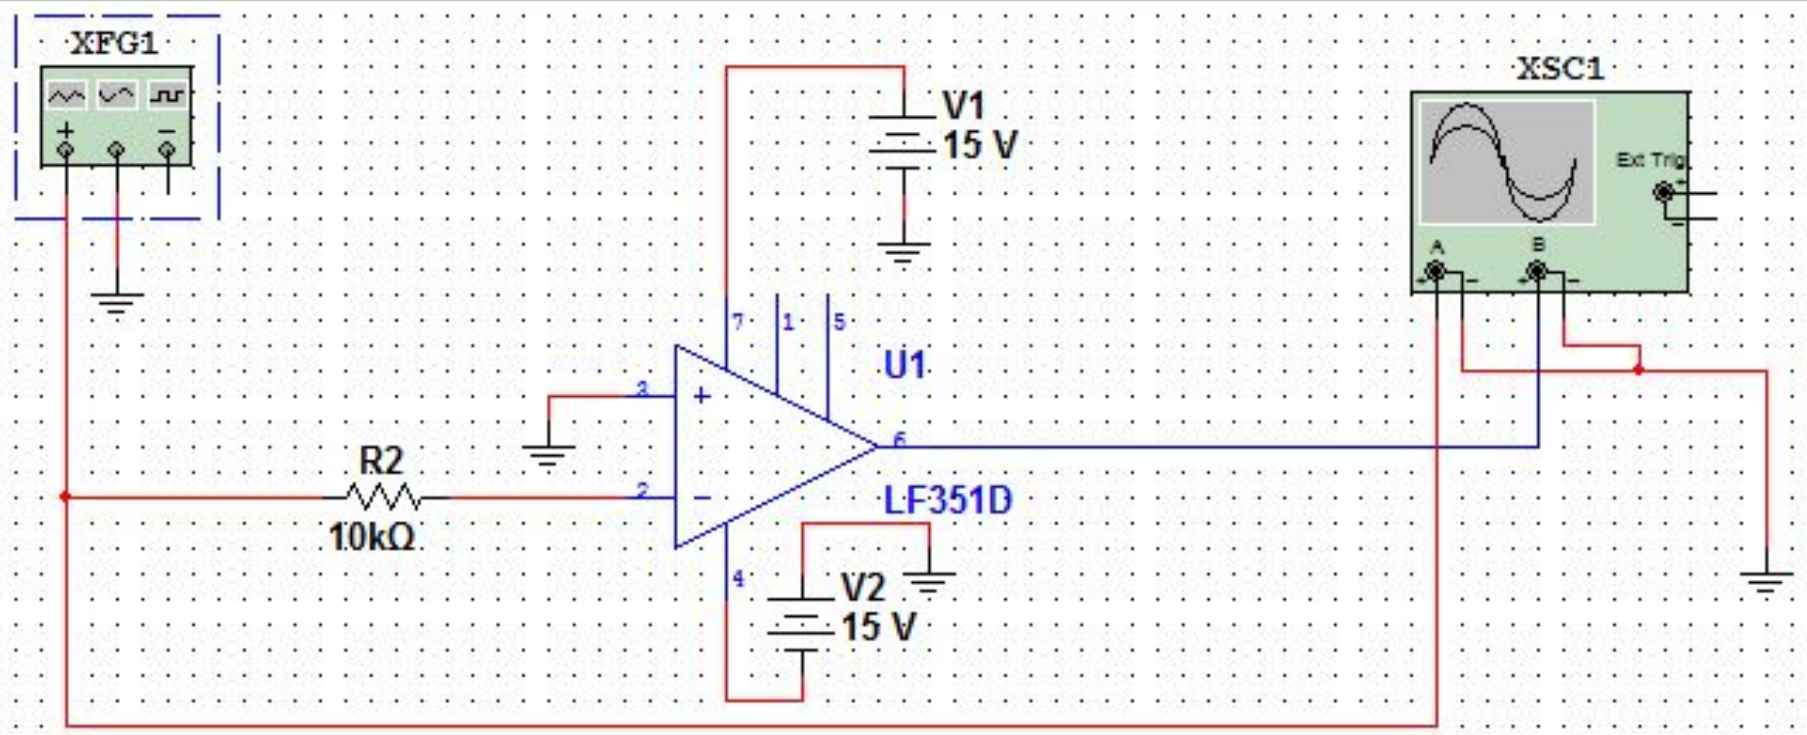 XFG1
+
−
V1
15 V
XSC1
Ext Trig
+
−
A
B
+
−
+
−
7
1
5
U1
3
+
6
R2
10kΩ
2
−
LF351D
4
V2
15 V